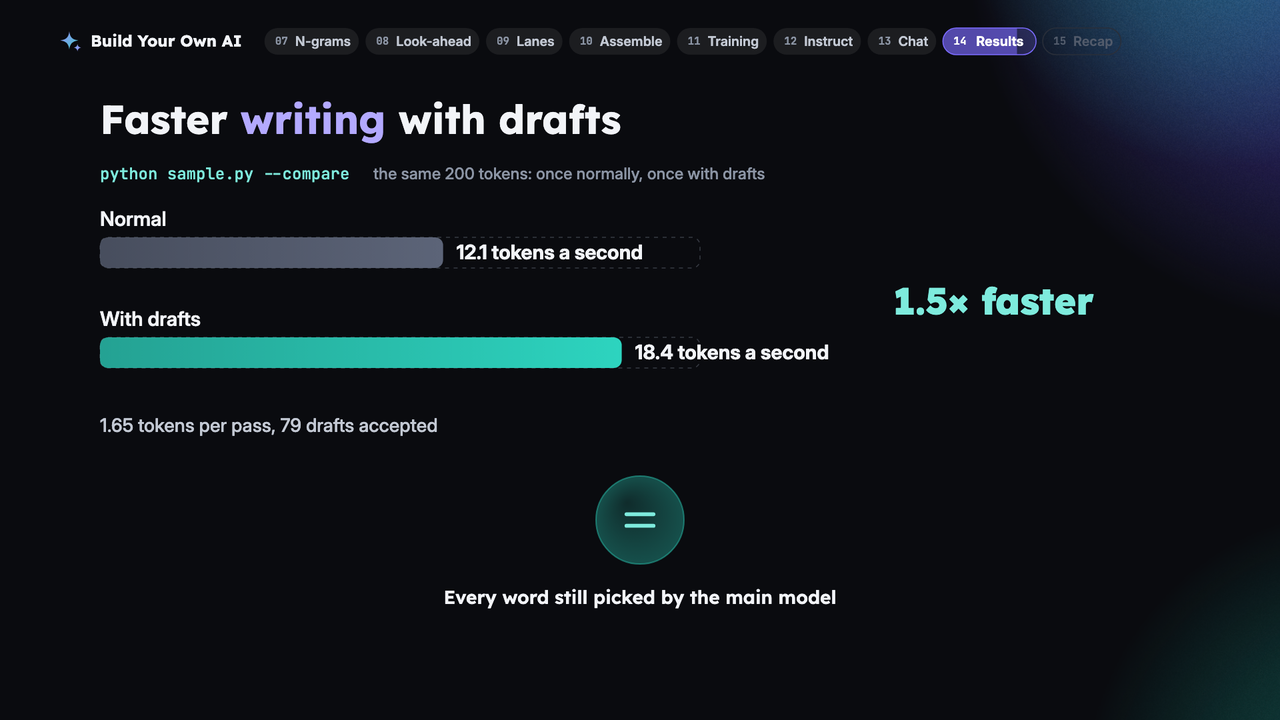 Build Your Own AI
07 N-grams 08 Look-ahead 09 Lanes 10 Assemble 11 Training 12 Instruct 13 Chat 14 Results 15 Recap
Faster writing with drafts
python sample.py --compare the same 200 tokens: once normally, once with drafts
Normal
12.1 tokens a second
1.5× faster
With drafts
18.4 tokens a second
1.65 tokens per pass, 79 drafts accepted
=
Every word still picked by the main model